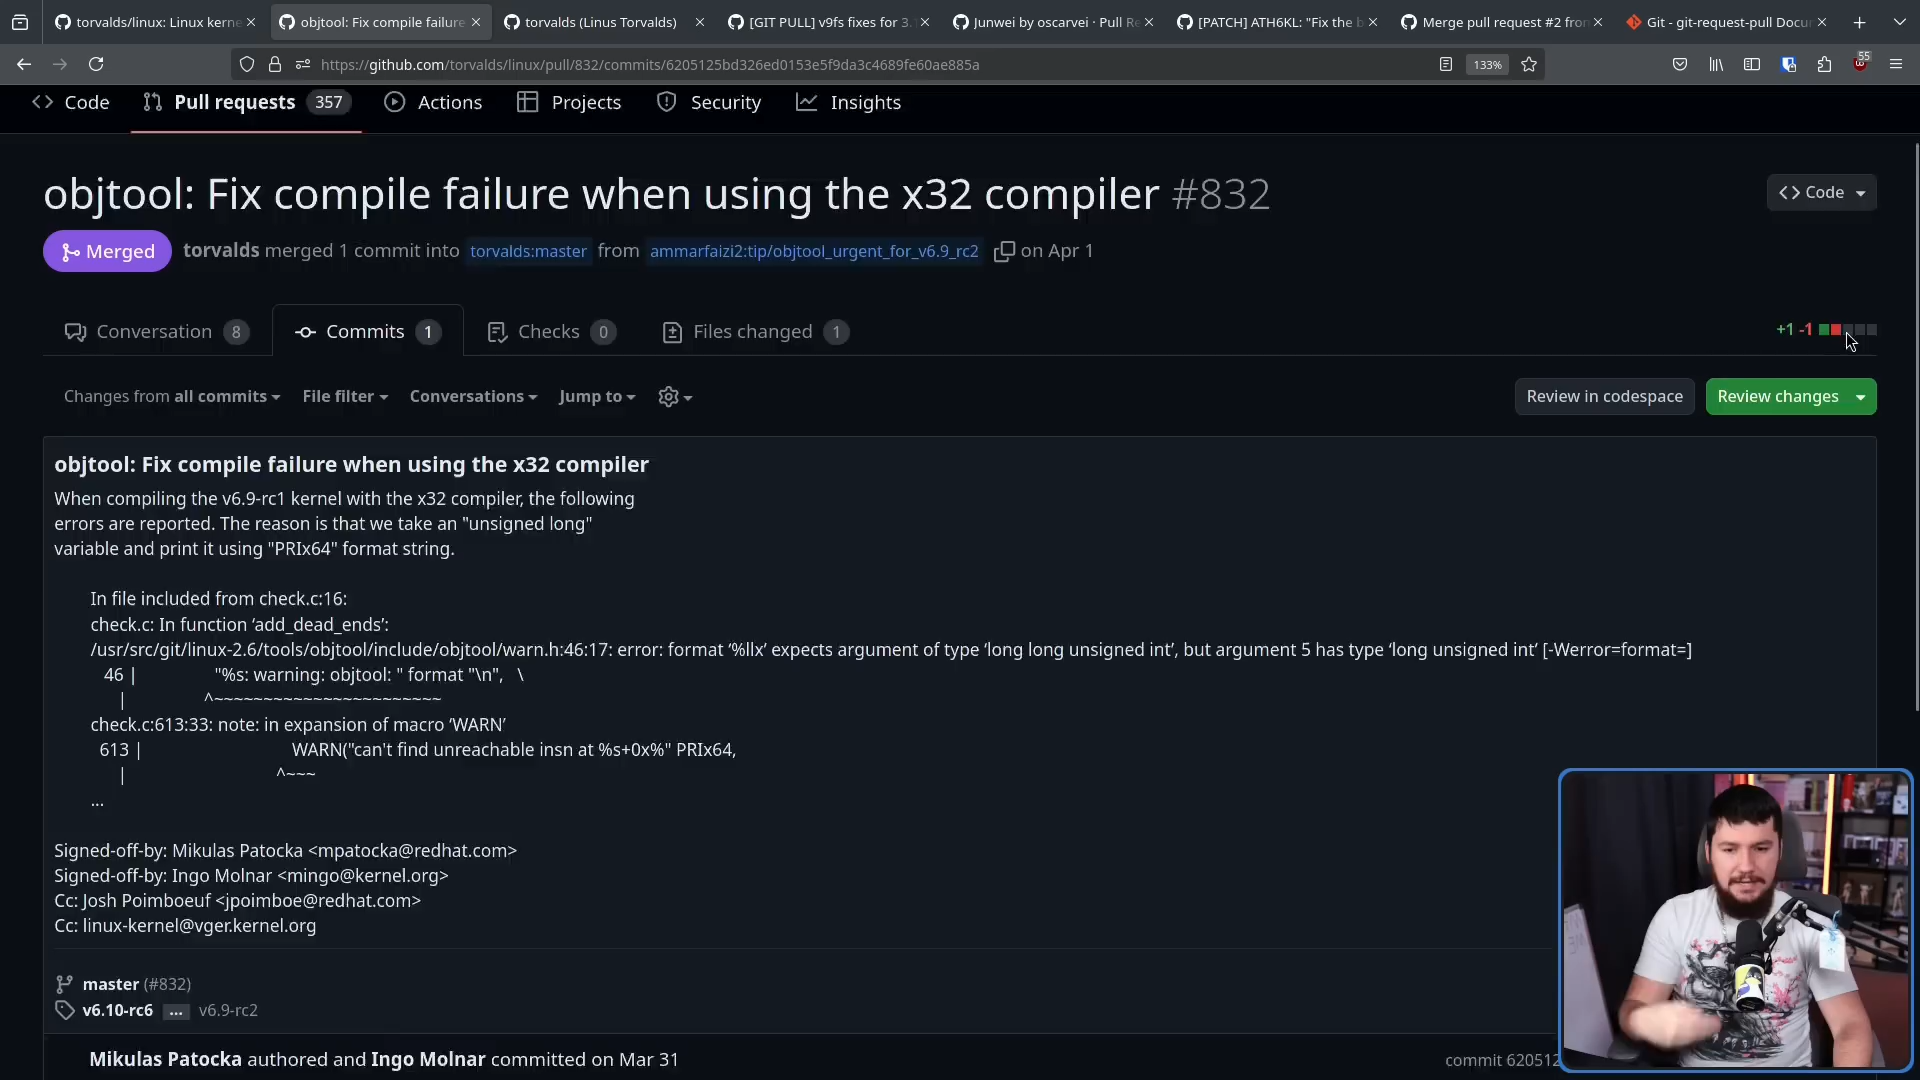 torvalds/linux: Linux kerne
objtool: Fix compile failure
torvalds (Linus Torvalds)
[GIT PULL] v9fs fixes for 3.
Junwei by oscarvei · Pull Re
[PATCH] ATH6KL: "Fix the b
Merge pull request #2 from
Git - git-request-pull Docu
https://github.com/torvalds/linux/pull/832/commits/6205125bd326ed0153e5f9da3c4689fe60ae885a
133%
55
Code
Pull requests 357
Actions
Projects
Security
Insights
objtool: Fix compile failure when using the x32 compiler #832
Code
Merged torvalds merged 1 commit into torvalds:master from ammarfaizi2:tip/objtool_urgent_for_v6.9_rc2 on Apr 1
Conversation 8
Commits 1
Checks 0
Files changed 1
+1 -1
Changes from all commits
File filter
Conversations
Jump to
Review in codespace
Review changes
objtool: Fix compile failure when using the x32 compiler
When compiling the v6.9-rc1 kernel with the x32 compiler, the following
errors are reported. The reason is that we take an "unsigned long"
variable and print it using "PRIx64" format string.
In file included from check.c:16:
check.c: In function ‘add_dead_ends’:
/usr/src/git/linux-2.6/tools/objtool/include/objtool/warn.h:46:17: error: format ‘%llx’ expects argument of type ‘long long unsigned int’, but argument 5 has type ‘long unsigned int’ [-Werror=format=]
46 | "%s: warning: objtool: " format "\n", \
| ^~~~~~~~~~~~~~~~~~~~~~~~
check.c:613:33: note: in expansion of macro ‘WARN’
613 | WARN("can't find unreachable insn at %s+0x%" PRIx64,
| ^~~~
...
Signed-off-by: Mikulas Patocka <mpatocka@redhat.com>
Signed-off-by: Ingo Molnar <mingo@kernel.org>
Cc: Josh Poimboeuf <jpoimboe@redhat.com>
Cc: linux-kernel@vger.kernel.org
master (#832)
v6.10-rc6 ... v6.9-rc2
Mikulas Patocka authored and Ingo Molnar committed on Mar 31
commit 620512